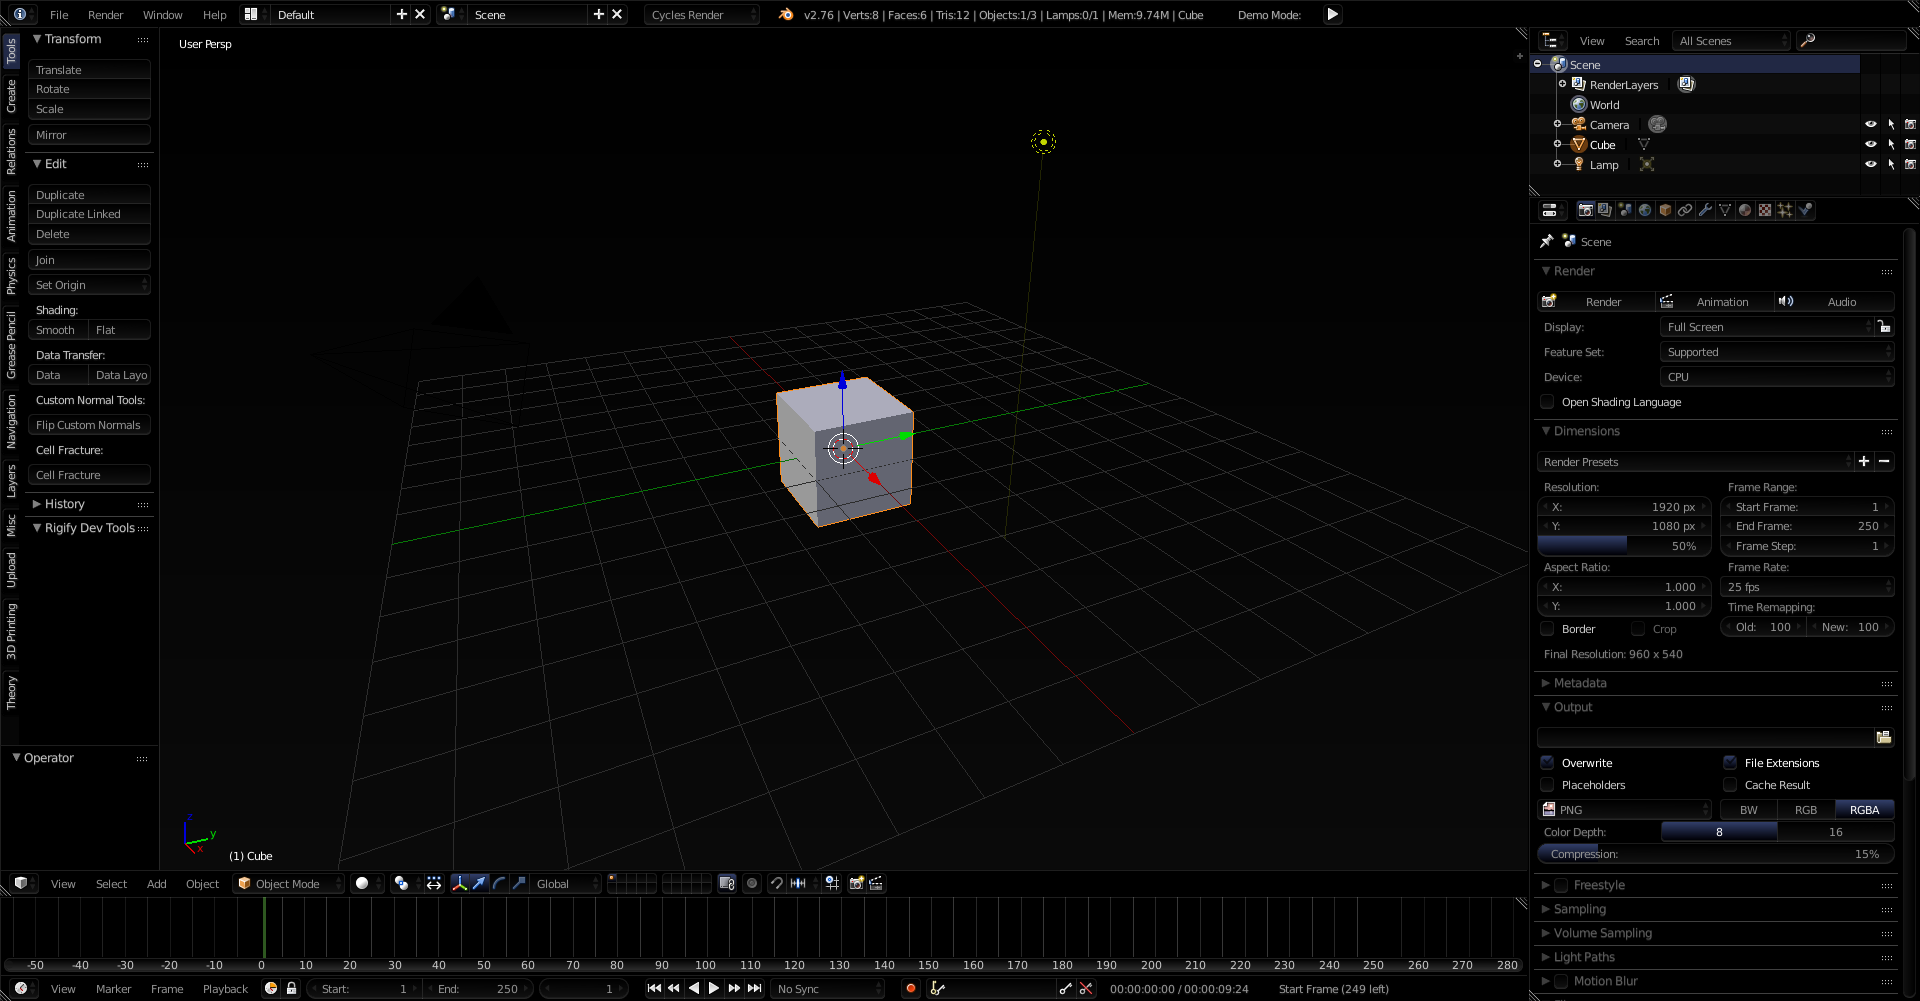 File Render Window Help Default Scene Cycles Render v2.76 | Verts:8 | Faces:6 | Tris:12 | Objects:1/3 | Lamps:0/1 | Mem:9.74M | Cube Demo Mode:
Tools
Create
Relations
Animation
Physics
Grease Pencil
Navigation
Layers
Misc
Upload
3D Printing
Theory
Transform
Translate
Rotate
Scale
Mirror
Edit
Duplicate
Duplicate Linked
Delete
Join
Set Origin
Shading:
Smooth Flat
Data Transfer:
Data Data Layo
Custom Normal Tools:
Flip Custom Normals
Cell Fracture:
Cell Fracture
History
Rigify Dev Tools
Operator
User Persp
z
y
x
(1) Cube
View Select Add Object Object Mode Global
-50 -40 -30 -20 -10 0 10 20 30 40 50 60 70 80 90 100 110 120 130 140 150 160 170 180 190 200 210 220 230 240 250 260 270 280
View Marker Frame Playback Start: 1 End: 250 1 No Sync 00:00:00:00 / 00:00:09:24 Start Frame (249 left)
View Search All Scenes
Scene
RenderLayers
World
Camera
Cube
Lamp
Scene
Render
Render Animation Audio
Display: Full Screen
Feature Set: Supported
Device: CPU
Open Shading Language
Dimensions
Render Presets
Resolution: Frame Range:
X: 1920 px Start Frame: 1
Y: 1080 px End Frame: 250
50% Frame Step: 1
Aspect Ratio: Frame Rate:
X: 1.000 25 fps
Y: 1.000 Time Remapping:
Border Crop Old: 100 New: 100
Final Resolution: 960 x 540
Metadata
Output
Overwrite File Extensions
Placeholders Cache Result
PNG BW RGB RGBA
Color Depth: 8 16
Compression: 15%
Freestyle
Sampling
Volume Sampling
Light Paths
Motion Blur